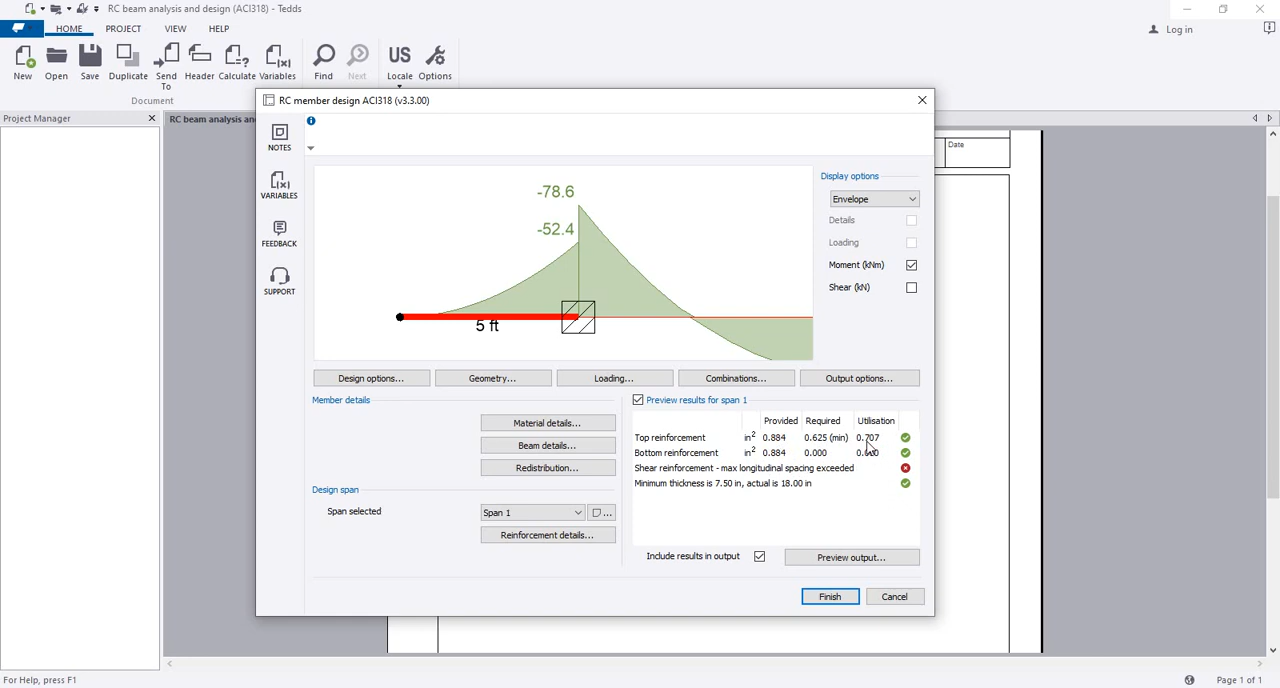 RC beam analysis and design (ACI318) - Tedds
HOME PROJECT VIEW HELP
Log in
New Open Save Duplicate Send To Header Calculate Variables Find Next Locale Options
US
Document
Project Manager
RC beam analysis an
Date
RC member design ACI318 (v3.3.00)
NOTES
VARIABLES
FEEDBACK
SUPPORT
-78.6
-52.4
5 ft
Display options
Envelope
Details
Loading
Moment (kNm)
Shear (kN)
Design options... Geometry... Loading... Combinations... Output options...
Member details
Material details...
Beam details...
Redistribution...
Design span
Span selected Span 1 ...
Reinforcement details...
Preview results for span 1
Provided Required Utilisation
Top reinforcement in2 0.884 0.625 (min) 0.707
Bottom reinforcement in2 0.884 0.000
Shear reinforcement - max longitudinal spacing exceeded
Minimum thickness is 7.50 in, actual is 18.00 in
Include results in output Preview output...
Finish Cancel
For Help, press F1
Page 1 of 1